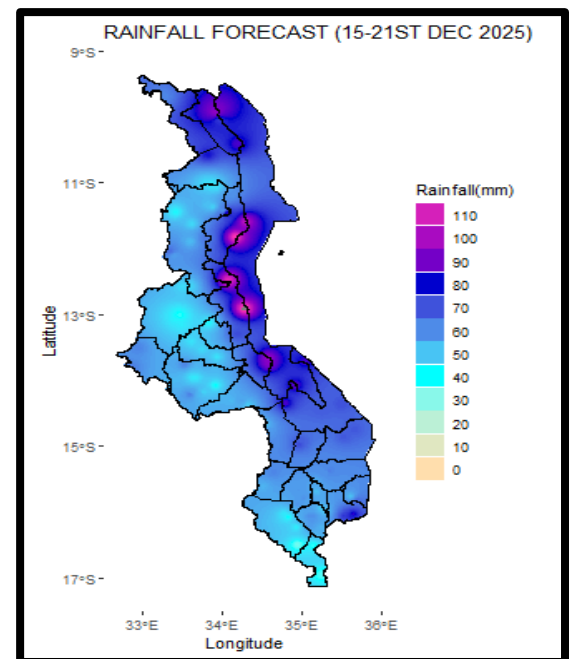 RAINFALL FORECAST (15-21ST DEC 2025)
9°S
11°S
13°S
15°S
17°S
Latitude
33°E
34°E
35°E
36°E
Longitude
Rainfall(mm)
110
100
90
80
70
60
50
40
30
20
10
0